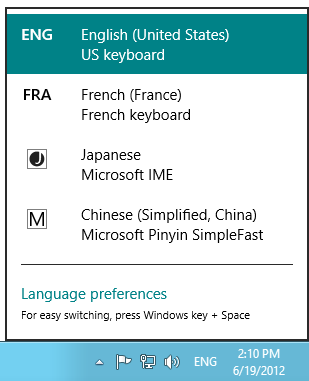 ENG English (United States)
US keyboard
FRA French (France)
French keyboard
J Japanese
Microsoft IME
M Chinese (Simplified, China)
Microsoft Pinyin SimpleFast
Language preferences
For easy switching, press Windows key + Space
ENG 2:10 PM
6/19/2012